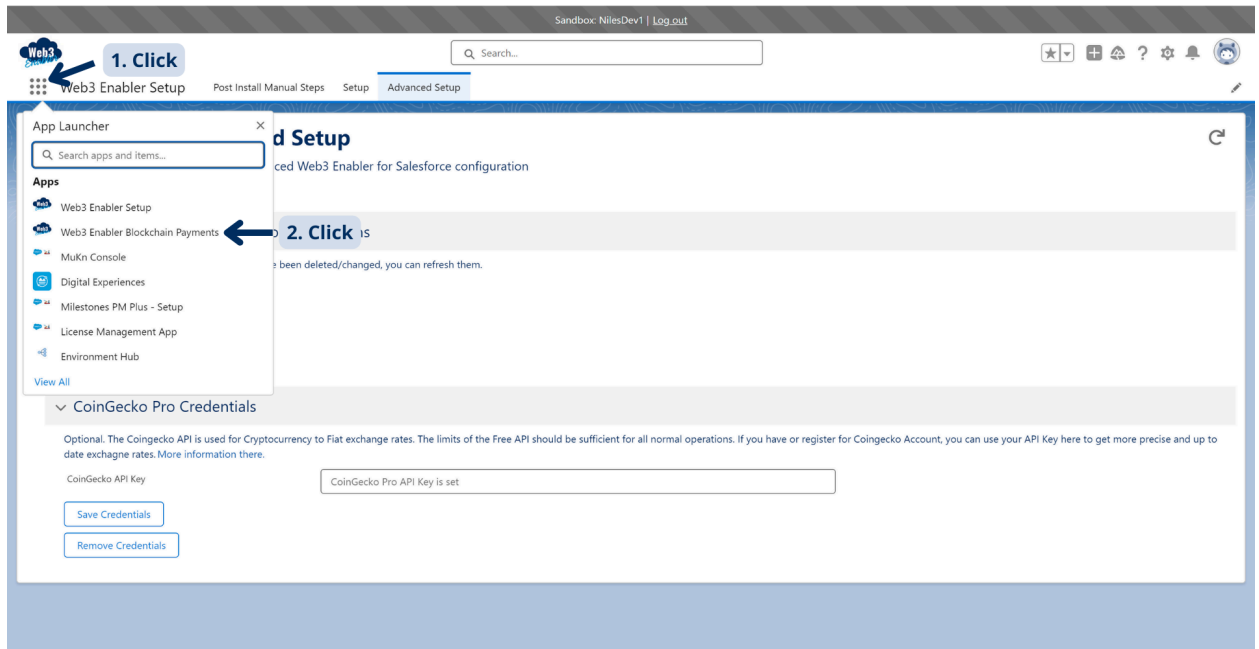 Sandbox: NilesDev1 | Log out
Web3
Enabler
1. Click
Search...
Web3 Enabler Setup
Post Install Manual Steps
Setup
Advanced Setup
App Launcher
d Setup
Search apps and items...
ced Web3 Enabler for Salesforce configuration
Apps
Web3 Enabler Setup
Web3 Enabler Blockchain Payments
2. Click
ns
MuKn Console
e been deleted/changed, you can refresh them.
Digital Experiences
Milestones PM Plus - Setup
License Management App
Environment Hub
View All
CoinGecko Pro Credentials
Optional. The Coingecko API is used for Cryptocurrency to Fiat exchange rates. The limits of the Free API should be sufficient for all normal operations. If you have or register for Coingecko Account, you can use your API Key here to get more precise and up to
date exchagne rates. More information there.
CoinGecko API Key
CoinGecko Pro API Key is set
Save Credentials
Remove Credentials